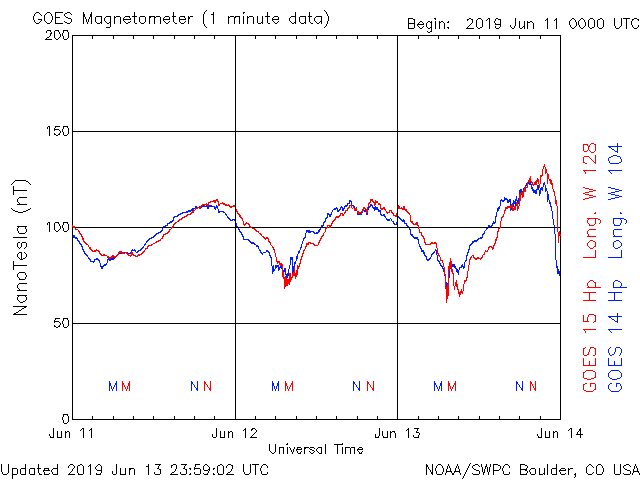 GOES Magnetometer (1 minute data)
Begin: 2019 Jun 11 0000 UTC
200
150
100
50
0
NanoTesla (nT)
M M N N M M N N M M N N
Jun 11 Jun 12 Jun 13 Jun 14
Universal Time
GOES 15 Hp Long. W 128
GOES 14 Hp Long. W 104
Updated 2019 Jun 13 23:59:02 UTC
NOAA/SWPC Boulder, CO USA